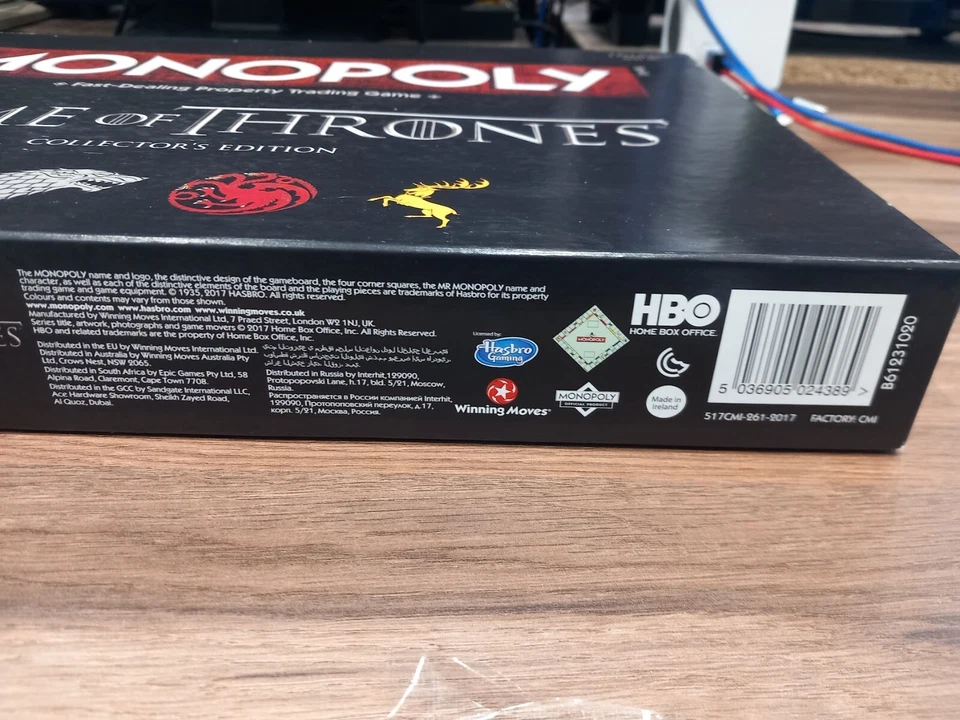 MONOPOLY
Fast-Dealing Property Trading Game
ME OF THRONES
COLLECTOR'S EDITION
The MONOPOLY name and logo, the distinctive design of the gameboard, the four corner squares, the MR MONOPOLY name and
character, as well as each of the distinctive elements of the board and the playing pieces are trademarks of Hasbro for its property
trading game and game equipment. © 1935, 2017 HASBRO. All rights reserved.
Colours and contents may vary from those shown.
www.monopoly.com www.hasbro.com www.winningmoves.co.uk
Manufactured by Winning Moves International Ltd, 7 Praed Street, London W2 1NJ, UK.
Series title, artwork, photographs and game movers © 2017 Home Box Office, Inc. All Rights Reserved.
HBO and related trademarks are the property of Home Box Office, Inc.
ES
Distributed in the EU by Winning Moves International Ltd.
Distributed in Australia by Winning Moves Australia Pty
Ltd, Crows Nest, NSW 2065.
Distributed in South Africa by Epic Games Pty Ltd, 58
Alpina Road, Claremont, Cape Town 7708.
Distributed in the GCC by Sandgate International LLC,
Ace Hardware Showroom, Sheikh Zayed Road,
Al Quoz, Dubai.
Distributed in Russia by Interhit, 129090,
Protopopovski Lane, h.17, bld. 5/21, Moscow,
Russia.
Распространяется в России компанией Interhit,
129090, Протопоповский переулок, д.17,
корп. 5/21, Москва, Россия.
Licensed by:
Hasbro
Gaming
Winning Moves
MONOPOLY
MONOPOLY
OFFICIAL PRODUCT
HBO
HOME BOX OFFICE
Made in
Ireland
5 036905 024389 >
B61231020
517CMI-261-2017 FACTORY: CMI